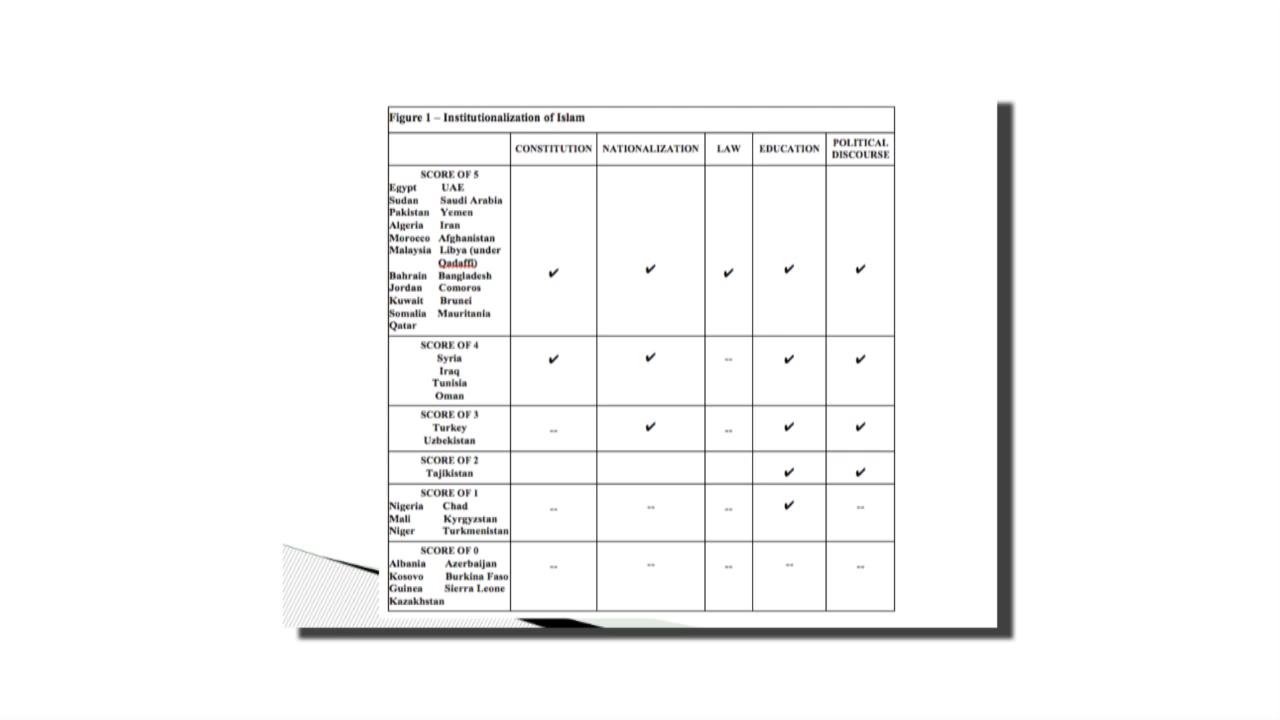 Figure 1 – Institutionalization of Islam
CONSTITUTION NATIONALIZATION LAW EDUCATION POLITICAL DISCOURSE
SCORE OF 5
Egypt UAE
Sudan Saudi Arabia
Pakistan Yemen
Algeria Iran
Morocco Afghanistan
Malaysia Libya (under
Qadaffi)
✔ ✔ ✔ ✔ ✔
Bahrain Bangladesh
Jordan Comoros
Kuwait Brunei
Somalia Mauritania
Qatar
SCORE OF 4
Syria ✔ ✔ -- ✔ ✔
Iraq
Tunisia
Oman
SCORE OF 3
Turkey -- ✔ -- ✔ ✔
Uzbekistan
SCORE OF 2
Tajikistan ✔ ✔
SCORE OF 1
Nigeria Chad -- -- -- ✔ --
Mali Kyrgyzstan
Niger Turkmenistan
SCORE OF 0
Albania Azerbaijan -- -- -- -- --
Kosovo Burkina Faso
Guinea Sierra Leone
Kazakhstan